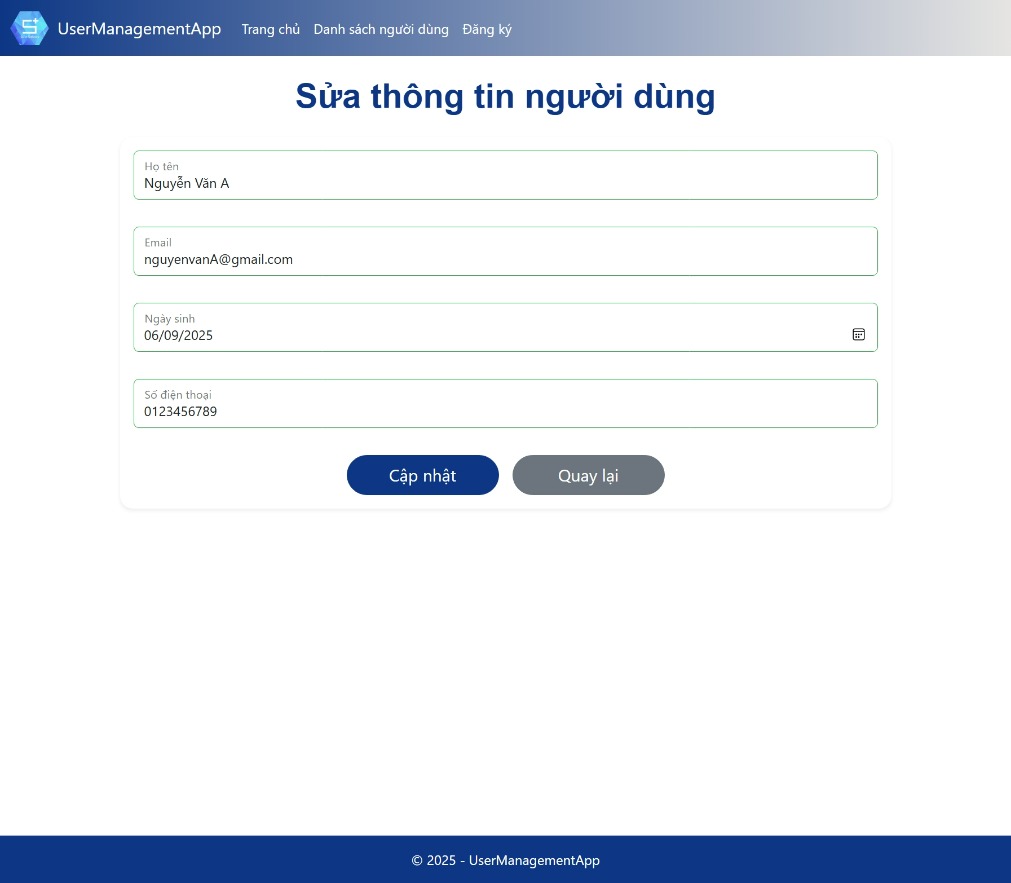 UserManagementApp Trang chủ Danh sách người dùng Đăng ký
Sửa thông tin người dùng
Họ tên
Nguyễn Văn A
Email
nguyenvanA@gmail.com
Ngày sinh
06/09/2025
Số điện thoại
0123456789
Cập nhật Quay lại
© 2025 - UserManagementApp